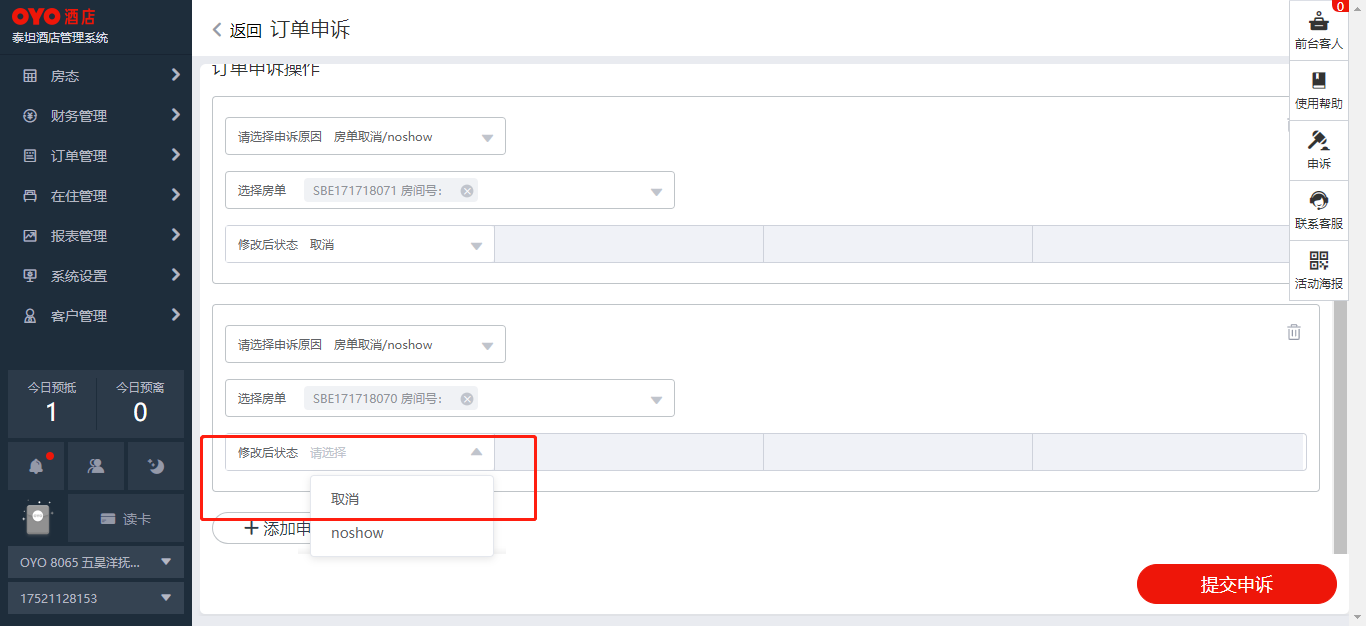 OYO 酒店
泰坦酒店管理系统
房态
财务管理
订单管理
在住管理
报表管理
系统设置
客户管理
今日预抵
1
今日预离
0
读卡
OYO 8065 五昊洋抚...
17521128153
返回 订单申诉
订单申诉操作
请选择申诉原因 房单取消/noshow
选择房单 SBE171718071 房间号：
修改后状态 取消
请选择申诉原因 房单取消/noshow
选择房单 SBE171718070 房间号：
修改后状态 请选择
取消
noshow
添加申
提交申诉
0
前台客人
使用帮助
申诉
联系客服
活动海报